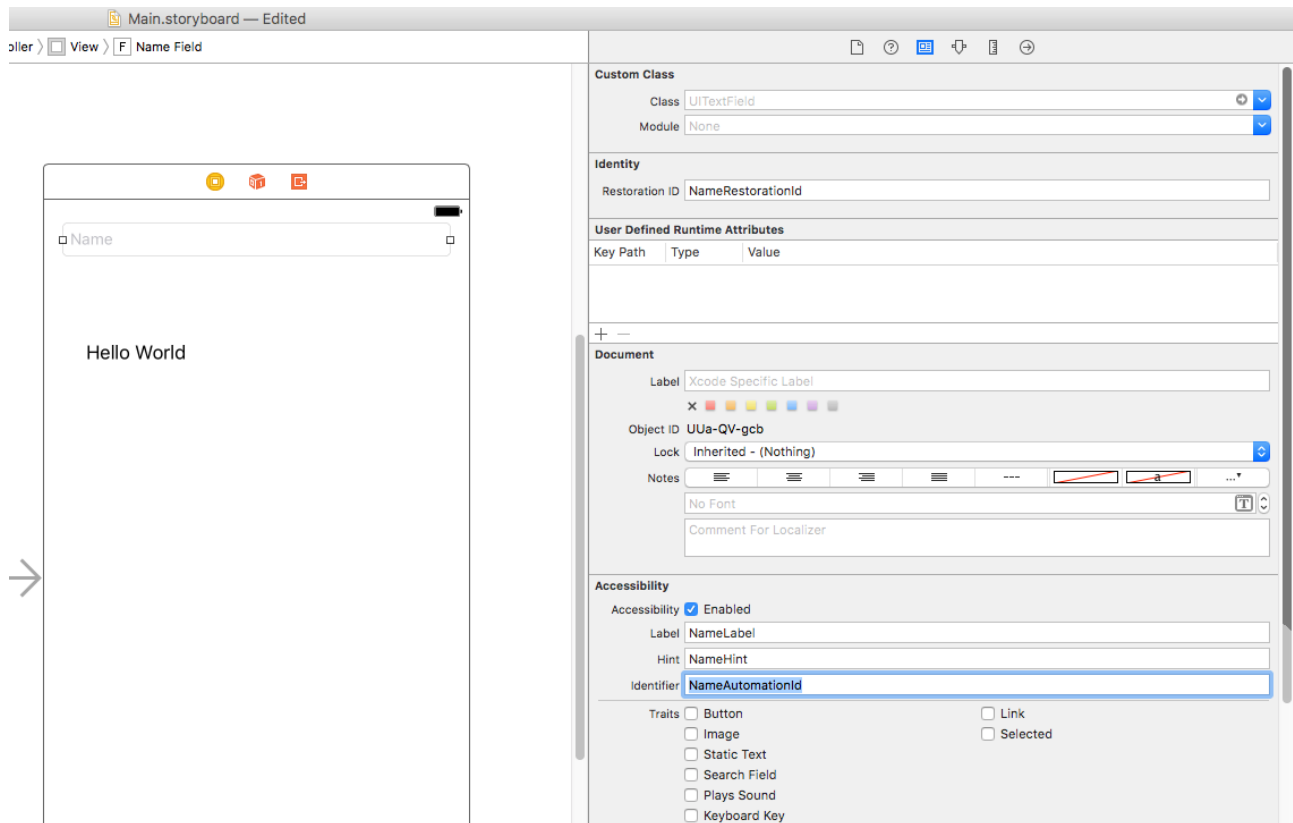 Main.storyboard — Edited
oller 〉 View 〉 F Name Field
Custom Class
Class UITextField
Module None
Identity
Restoration ID NameRestorationId
User Defined Runtime Attributes
Key Path Type Value
Name
Hello World
Document
Label Xcode Specific Label
Object ID UUa-QV-gcb
Lock Inherited - (Nothing)
Notes --- a ...
No Font T
Comment For Localizer
Accessibility
Accessibility Enabled
Label NameLabel
Hint NameHint
Identifier NameAutomationId
Traits Button Link
Image Selected
Static Text
Search Field
Plays Sound
Keyboard Key